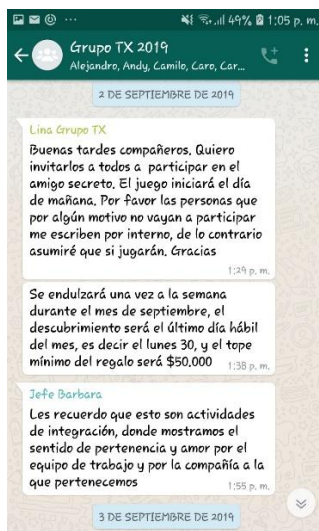 49% 1:05 p. m.
Grupo TX 2019
Alejandro, Andy, Camilo, Caro, Car...
2 DE SEPTIEMBRE DE 2019
Lina Grupo TX
Buenas tardes compañeros. Quiero
invitarlos a todos a participar en el
amigo secreto. El juego iniciará el día
de mañana. Por favor las personas que
por algún motivo no vayan a participar
me escriben por interno, de lo contrario
asumiré que si jugarán. Gracias
1:29 p. m.
Se endulzará una vez a la semana
durante el mes de septiembre, el
descubrimiento será el último día hábil
del mes, es decir el lunes 30, y el tope
mínimo del regalo será $50,000 1:38 p. m.
Jefe Barbara
Les recuerdo que esto son actividades
de integración, donde mostramos el
sentido de pertenencia y amor por el
equipo de trabajo y por la compañía a la
que pertenecemos 1:55 p. m.
3 DE SEPTIEMBRE DE 2019